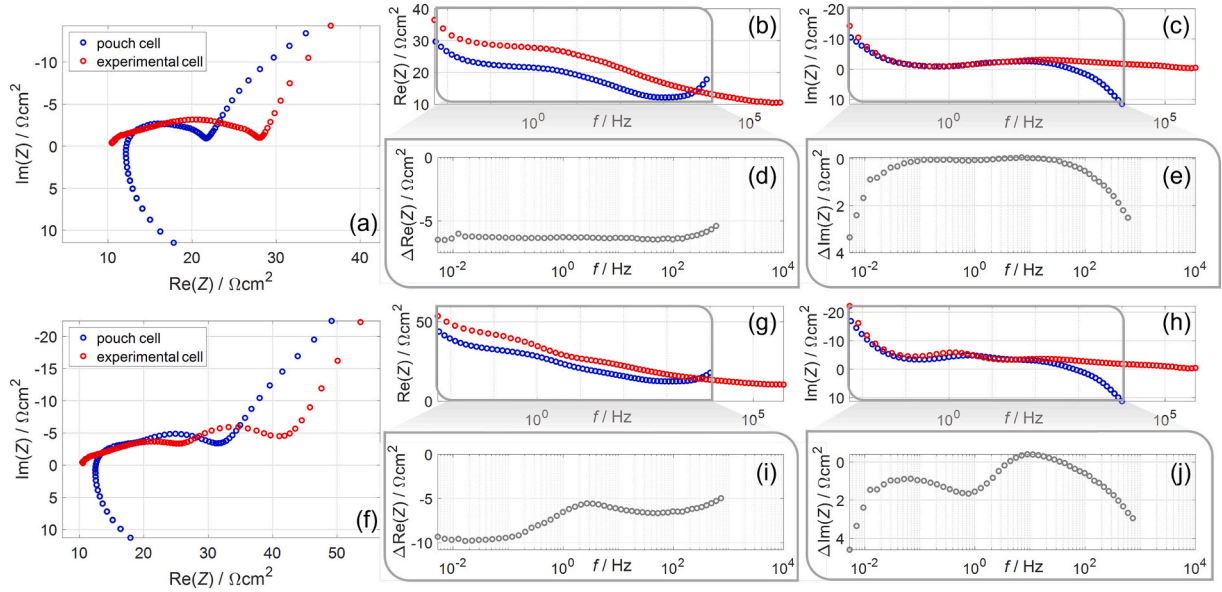 -10
-5
0
5
10
Im(Z) / Ωcm²
pouch cell
experimental cell
(a)
10
20
30
40
Re(Z) / Ωcm²
40
30
20
10
Re(Z) / Ωcm²
(b)
10⁰
f / Hz
10⁵
-20
-10
0
10
Im(Z) / Ωcm²
(c)
10⁰
f / Hz
10⁵
0
-5
ΔRe(Z) / Ωcm²
(d)
10⁻²
10⁰
f / Hz
10²
10⁴
0
2
4
ΔIm(Z) / Ωcm²
(e)
10⁻²
10⁰
f / Hz
10²
10⁴
-20
-15
-10
-5
0
5
10
Im(Z) / Ωcm²
pouch cell
experimental cell
(f)
10
20
30
40
50
Re(Z) / Ωcm²
50
0
Re(Z) / Ωcm²
(g)
10⁰
f / Hz
10⁵
-20
-10
0
10
Im(Z) / Ωcm²
(h)
10⁰
f / Hz
10⁵
0
-5
-10
ΔRe(Z) / Ωcm²
(i)
10⁻²
10⁰
f / Hz
10²
10⁴
0
2
4
ΔIm(Z) / Ωcm²
(j)
10⁻²
10⁰
f / Hz
10²
10⁴